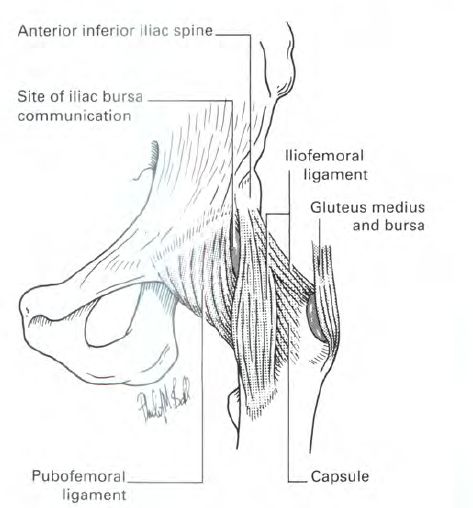 Anterior inferior iliac spine
Site of iliac bursa
communication
Iliofemoral
ligament
Gluteus medius
and bursa
Pubofemoral
ligament
Capsule